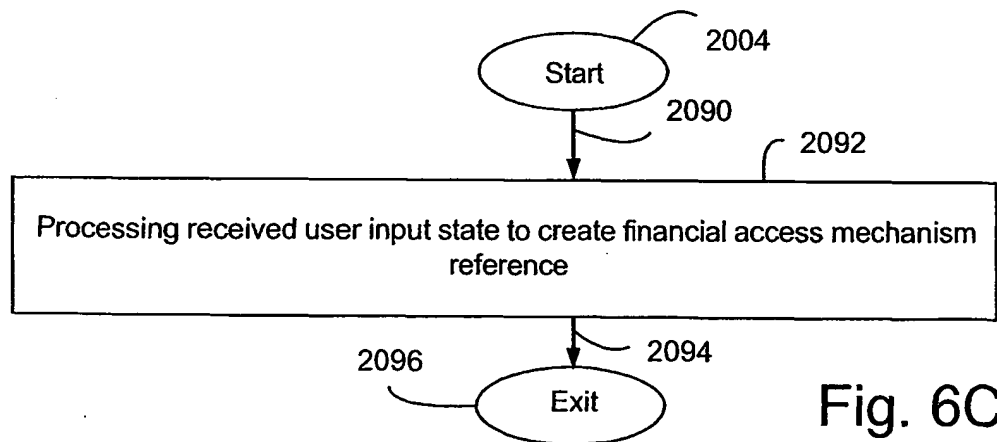 2004
Start
2090
2092
Processing received user input state to create financial access mechanism
reference
2094
2096
Exit
Fig. 6C